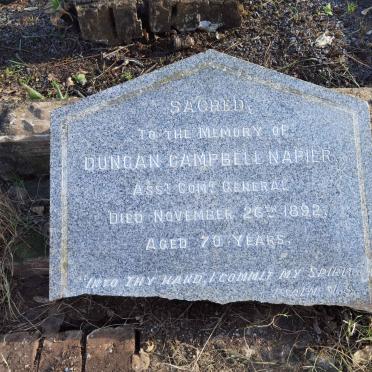 SACRED.
TO THE MEMORY OF
DUNCAN CAMPBELL NAPIER
ASST COMY GENERAL
DIED NOVEMBER 26TH 1892.
AGED 70 YEARS.
"INTO THY HAND, I COMMIT MY SPIRIT